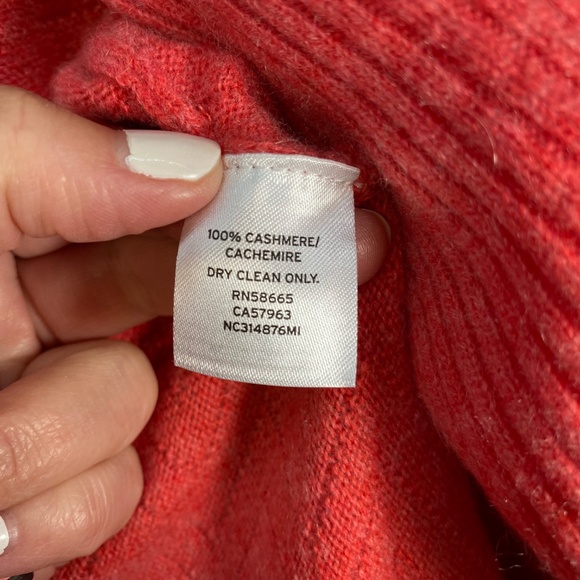 100% CASHMERE/
CACHEMIRE
DRY CLEAN ONLY.
RN58665
CA57963
NC314876MI